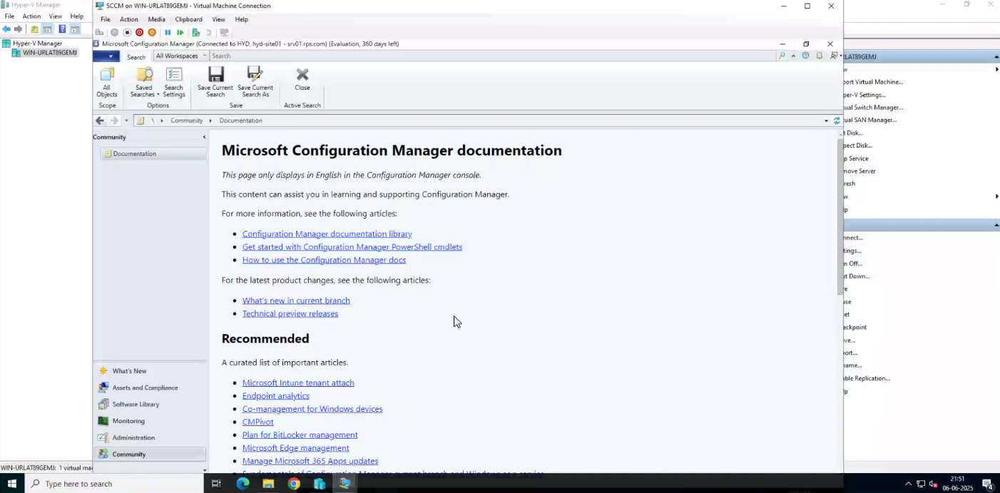 Hyper-V Manager
File Action View Help
Hyper-V Manager
WIN-URLAT89GEMJ
WIN-URLAT89GEMJ: 1 virtual ma
SCCM on WIN-URLAT89GEMJ - Virtual Machine Connection
File Action Media Clipboard View Help
Microsoft Configuration Manager (Connected to HYD, hyd-site01 - srv01.rps.com) (Evaluation, 360 days left)
Search All Workspaces Search
All Objects
Saved Searches
Search Settings
Save Current Search
Save Current Search As
Close
Scope Options Save Active Search
\ Community Documentation
Community
Documentation
What's New
Assets and Compliance
Software Library
Monitoring
Administration
Community
Microsoft Configuration Manager documentation
This page only displays in English in the Configuration Manager console.
This content can assist you in learning and supporting Configuration Manager.
For more information, see the following articles:
• Configuration Manager documentation library
• Get started with Configuration Manager PowerShell cmdlets
• How to use the Configuration Manager docs
For the latest product changes, see the following articles:
• What's new in current branch
• Technical preview releases
Recommended
A curated list of important articles.
• Microsoft Intune tenant attach
• Endpoint analytics
• Co-management for Windows devices
• CMPivot
• Plan for BitLocker management
• Microsoft Edge management
• Manage Microsoft 365 Apps updates
LAT89GEMJ
w
ort Virtual Machine...
per-V Settings...
ual Switch Manager...
ual SAN Manager...
t Disk...
pect Disk...
p Service
move Server
resh
w
lp
nnect...
tings...
n Off...
ut Down...
ve
use
et
eckpoint
ve...
ort...
name...
ble Replication...
lp
Type here to search
21:51
06-06-2025
4